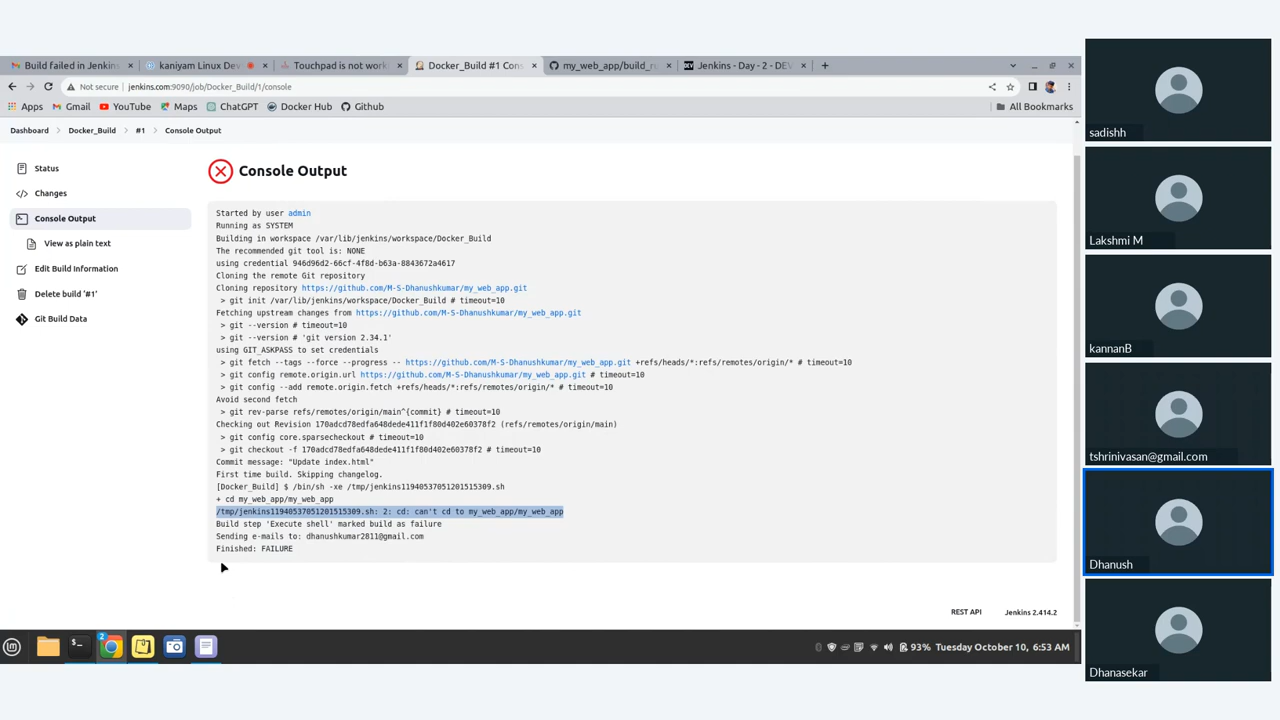 Build failed in Jenkins
kaniyam Linux Dev
Touchpad is not work
Docker_Build #1 Cons
my_web_app/build_n
Jenkins - Day - 2 - DEV
Not secure
jenkins.com:9090/job/Docker_Build/1/console
Apps
Gmail
YouTube
Maps
ChatGPT
Docker Hub
Github
All Bookmarks
Dashboard
Docker_Build
#1
Console Output
Status
Changes
Console Output
View as plain text
Edit Build Information
Delete build '#1'
Git Build Data
Console Output
Started by user admin
Running as SYSTEM
Building in workspace /var/lib/jenkins/workspace/Docker_Build
The recommended git tool is: NONE
using credential 946d96d2-66cf-4f8d-b63a-8843672a4617
Cloning the remote Git repository
Cloning repository https://github.com/M-S-Dhanushkumar/my_web_app.git
> git init /var/lib/jenkins/workspace/Docker_Build # timeout=10
Fetching upstream changes from https://github.com/M-S-Dhanushkumar/my_web_app.git
> git --version # timeout=10
> git --version # 'git version 2.34.1'
using GIT_ASKPASS to set credentials
> git fetch --tags --force --progress -- https://github.com/M-S-Dhanushkumar/my_web_app.git +refs/heads/*:refs/remotes/origin/* # timeout=10
> git config remote.origin.url https://github.com/M-S-Dhanushkumar/my_web_app.git # timeout=10
> git config --add remote.origin.fetch +refs/heads/*:refs/remotes/origin/* # timeout=10
Avoid second fetch
> git rev-parse refs/remotes/origin/main^{commit} # timeout=10
Checking out Revision 170adcd78edfa648dede411f1f80d402e60378f2 (refs/remotes/origin/main)
> git config core.sparsecheckout # timeout=10
> git checkout -f 170adcd78edfa648dede411f1f80d402e60378f2 # timeout=10
Commit message: "Update index.html"
First time build. Skipping changelog.
[Docker_Build] $ /bin/sh -xe /tmp/jenkins11940537051201515309.sh
+ cd my_web_app/my_web_app
/tmp/jenkins11940537051201515309.sh: 2: cd: can't cd to my_web_app/my_web_app
Build step 'Execute shell' marked build as failure
Sending e-mails to: dhanushkumar2811@gmail.com
Finished: FAILURE
REST API
Jenkins 2.414.2
2
93% Tuesday October 10, 6:53 AM
sadishh
Lakshmi M
kannanB
tshrinivasan@gmail.com
Dhanush
Dhanasekar